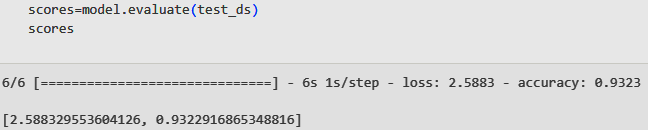 scores=model.evaluate(test_ds)
scores
6/6 [==============================] - 6s 1s/step - loss: 2.5883 - accuracy: 0.9323
[2.588329553604126, 0.9322916865348816]